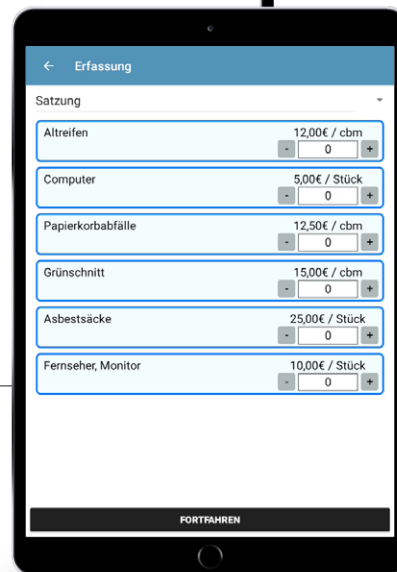 Erfassung
Satzung
Altreifen 12,00€ / cbm
- 0 +
Computer 5,00€ / Stück
- 0 +
Papierkorbabfälle 12,50€ / cbm
- 0 +
Grünschnitt 15,00€ / cbm
- 0 +
Asbestsäcke 25,00€ / Stück
- 0 +
Fernseher, Monitor 10,00€ / Stück
- 0 +
FORTFAHREN